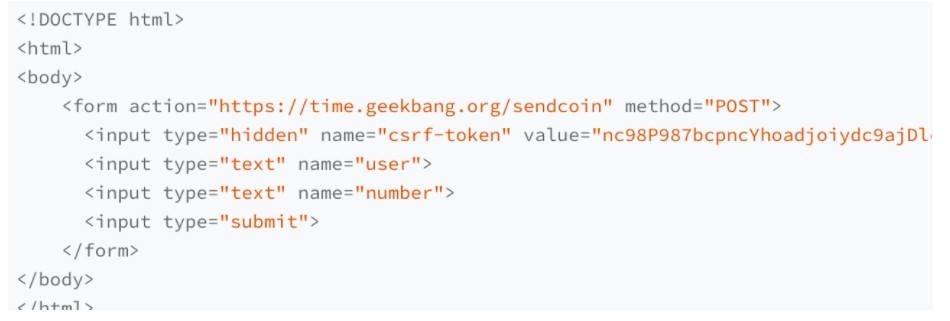 <!DOCTYPE html>
<html>
<body>
<form action="https://time.geekbang.org/sendcoin" method="POST">
<input type="hidden" name="csrf-token" value="nc98P987bcpncYhoadjoiydc9ajDl
<input type="text" name="user">
<input type="text" name="number">
<input type="submit">
</form>
</body>
</html>